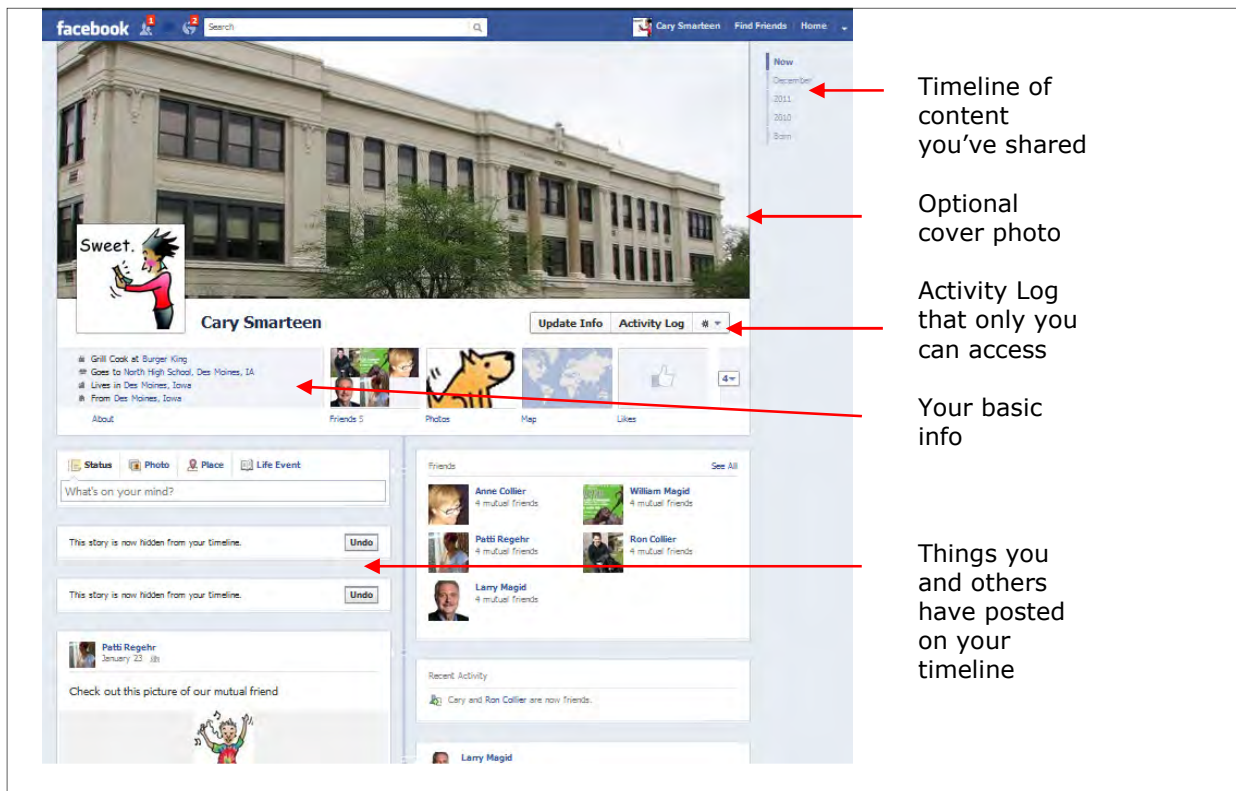 facebook 1 2 Search Cary Smarteen Find Friends Home
Now
December
2011
2010
Born
Sweet.
Cary Smarteen
Update Info Activity Log
Grill Cook at Burger King
Goes to North High School, Des Moines, IA
Lives in Des Moines, Iowa
From Des Moines, Iowa
About Friends 5 Photos Map Likes 4
Status Photo Place Life Event
What's on your mind?
This story is now hidden from your timeline. Undo
This story is now hidden from your timeline. Undo
Patti Regehr
January 23
Check out this picture of our mutual friend
Friends See All
Anne Collier
4 mutual friends
William Magid
4 mutual friends
Patti Regehr
4 mutual friends
Ron Collier
4 mutual friends
Larry Magid
4 mutual friends
Recent Activity
Cary and Ron Collier are now friends.
Larry Magid
Timeline of
content
you've shared
Optional
cover photo
Activity Log
that only you
can access
Your basic
info
Things you
and others
have posted
on your
timeline